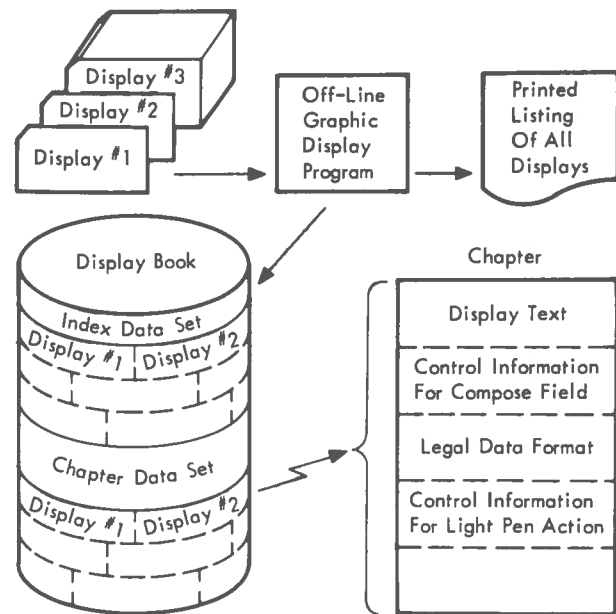 Display #3
Display #2
Display #1
Off-Line
Graphic
Display
Program
Printed
Listing
Of All
Displays
Display Book
Index Data Set
Display #1
Display #2
Chapter Data Set
Display #1
Display #2
Chapter
Display Text
Control Information
For Compose Field
Legal Data Format
Control Information
For Light Pen Action